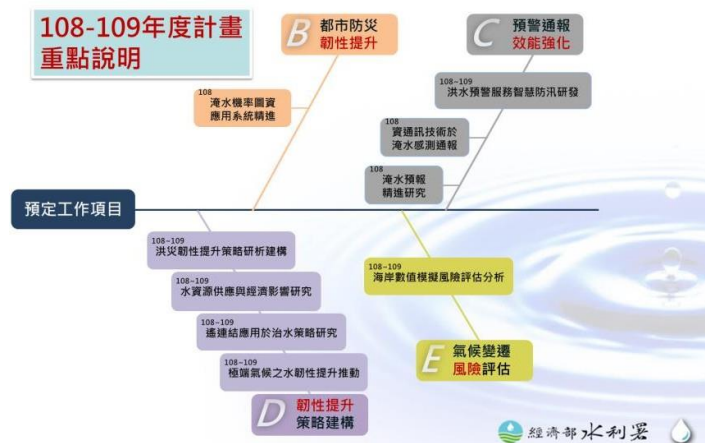 108-109年度計畫
重點說明
B 都市防災
韌性提升
108
淹水機率圖資
應用系統精進
C 預警通報
效能強化
108~109
洪水預警服務智慧防汛研發
108
資通訊技術於
淹水感測通報
108
淹水預報
精進研究
預定工作項目
108~109
洪災韌性提升策略研析建構
108~109
水資源供應與經濟影響研究
108~109
遙連結應用於治水策略研究
108~109
極端氣候之水韌性提升推動
D 韌性提升
策略建構
108~109
海岸數值模擬風險評估分析
E 氣候變遷
風險評估
經濟部水利署